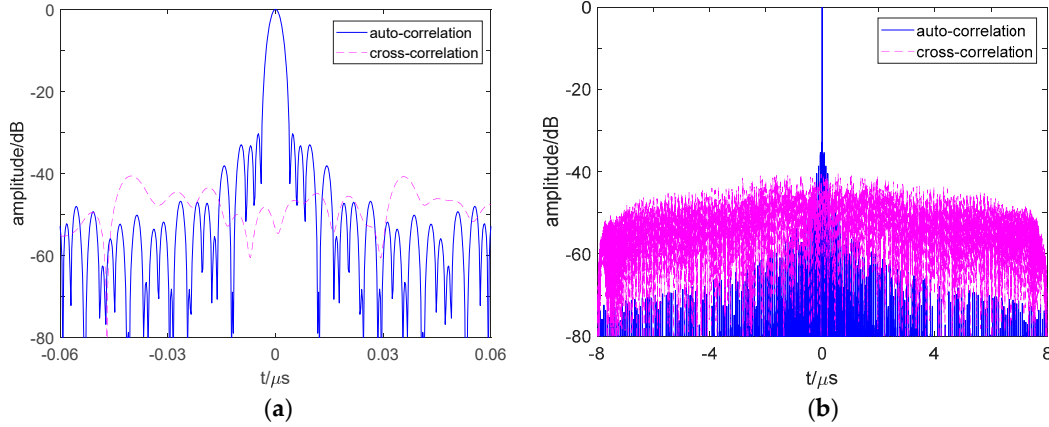 0
-20
-40
-60
-80
amplitude/dB
-0.06
-0.03
0
0.03
0.06
t/μs
auto-correlation
cross-correlation
(a)
0
-20
-40
-60
-80
amplitude/dB
-8
-4
0
4
8
t/μs
auto-correlation
cross-correlation
(b)